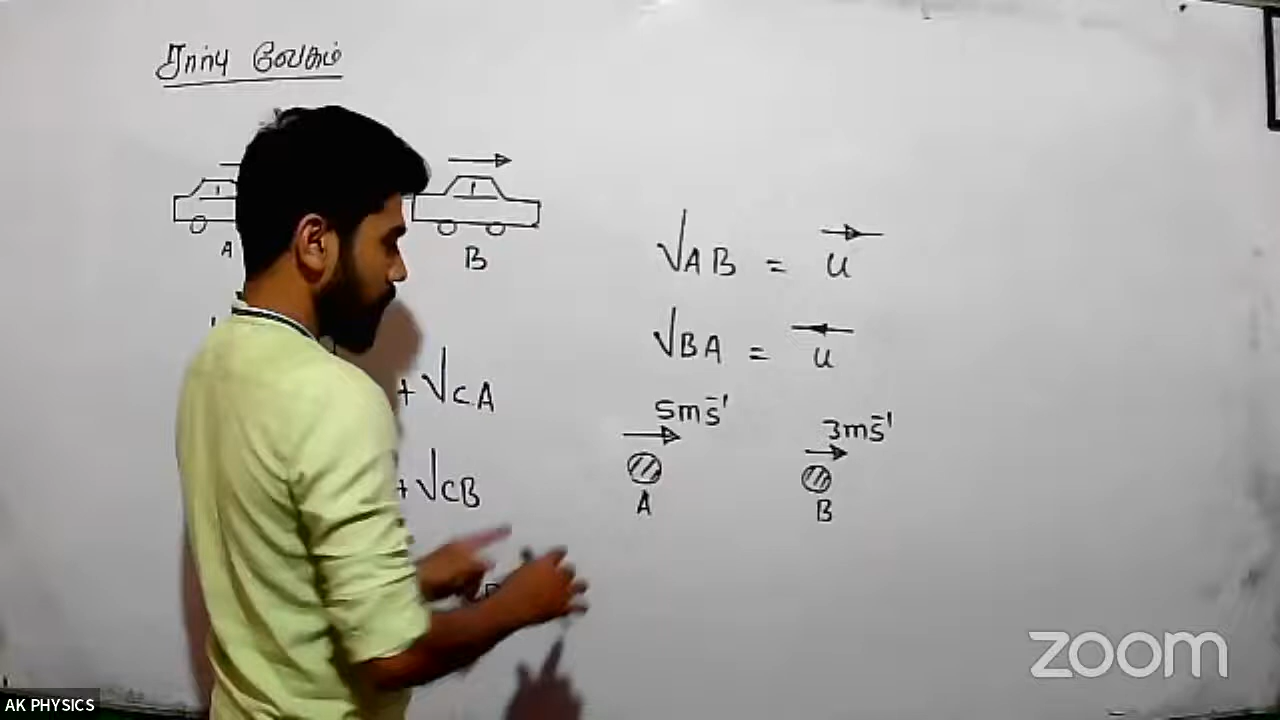 சார்பு வேகம்
A
B
VAB = u
VBA = u
+ VCA
5ms⁻¹
3ms⁻¹
+ VCB
A
B
zoom
AK PHYSICS